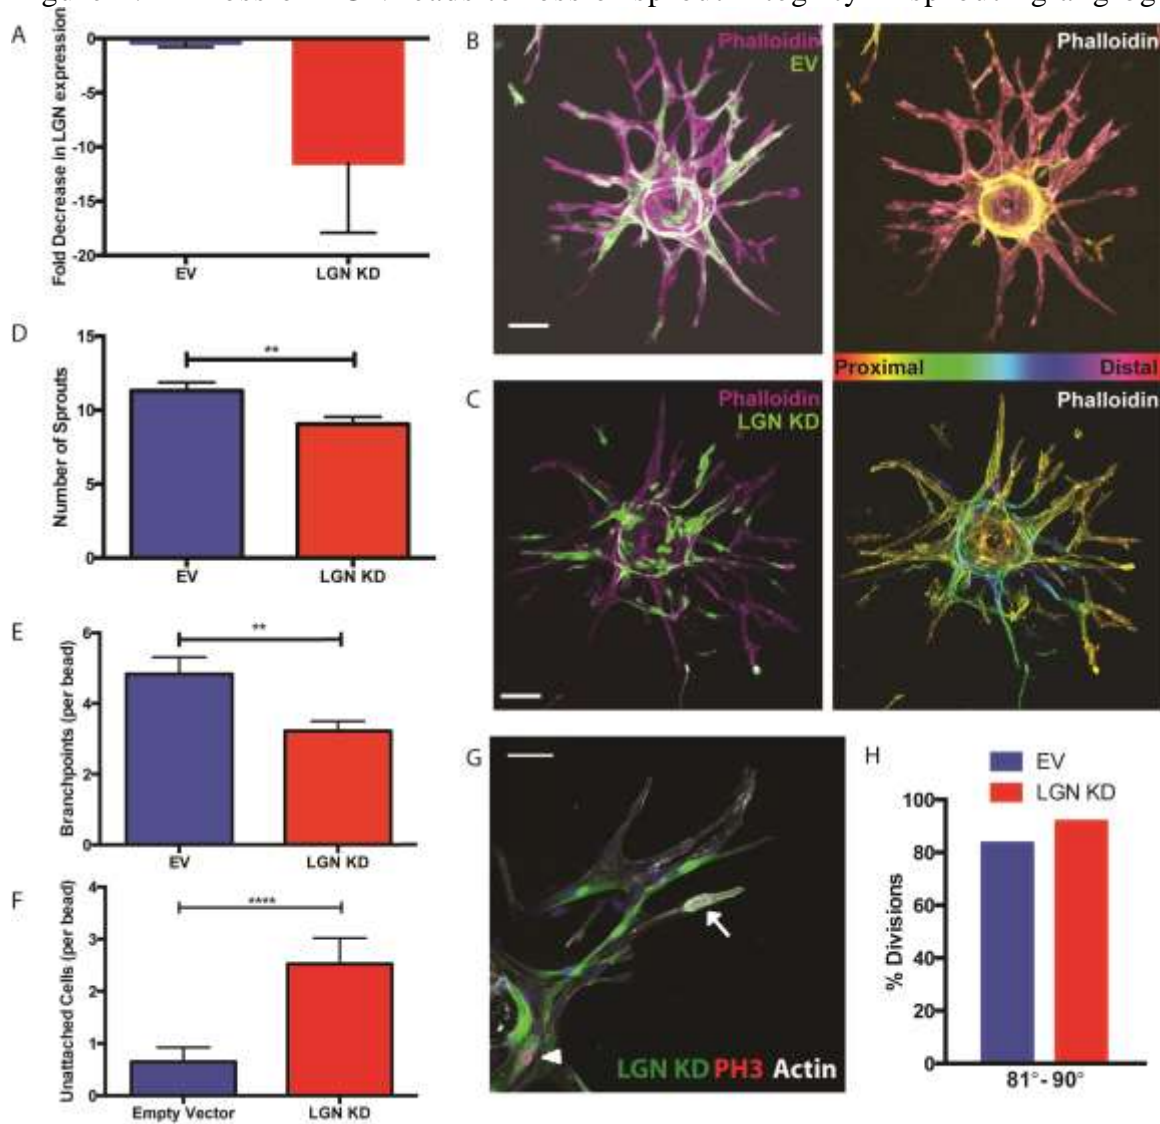 A
Fold Decrease in LGN expression
0
-5
-10
-15
-20
EV
LGN KD
B
Phalloidin
EV
Phalloidin
Proximal
Distal
C
Phalloidin
LGN KD
Phalloidin
D
Number of Sprouts
15
10
5
0
**
EV
LGN KD
E
Branchpoints (per bead)
6
4
2
0
**
EV
LGN KD
F
Unattached Cells (per bead)
4
3
2
1
0
****
Empty Vector
LGN KD
G
LGN KD PH3 Actin
H
EV
LGN KD
% Divisions
100
80
60
40
20
0
81°-90°